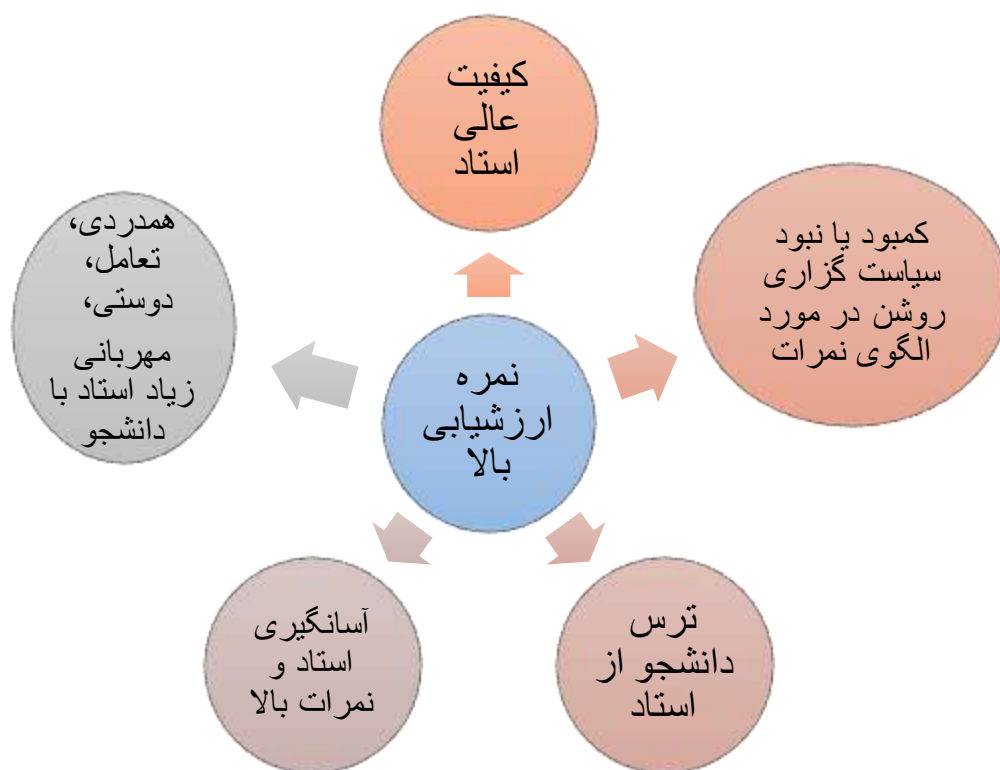 کیفیت
عالی
استاد
کمبود یا نبود
سیاست گزاری
روشن در مورد
الگوی نمرات
همدردی،
تعامل،
دوستی،
مهربانی
زیاد استاد با
دانشجو
نمره
ارزشیابی
بالا
ترس
دانشجو از
استاد
آسانگیری
استاد و
نمرات بالا